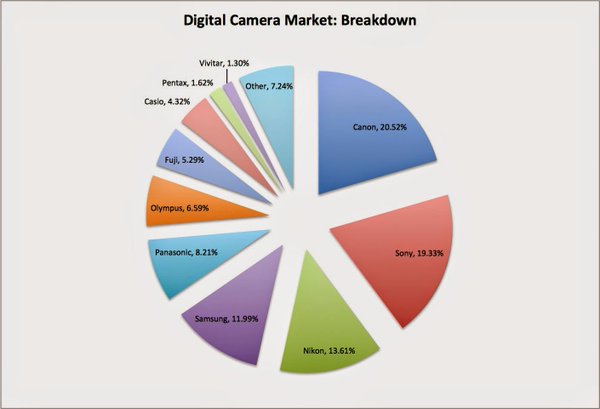 Digital Camera Market: Breakdown
Vivitar, 1.30%
Other, 7.24%
Pentax, 1.62%
Casio, 4.32%
Canon, 20.52%
Fuji, 5.29%
Olympus, 6.59%
Panasonic, 8.21%
Sony, 19.33%
Samsung, 11.99%
Nikon, 13.61%